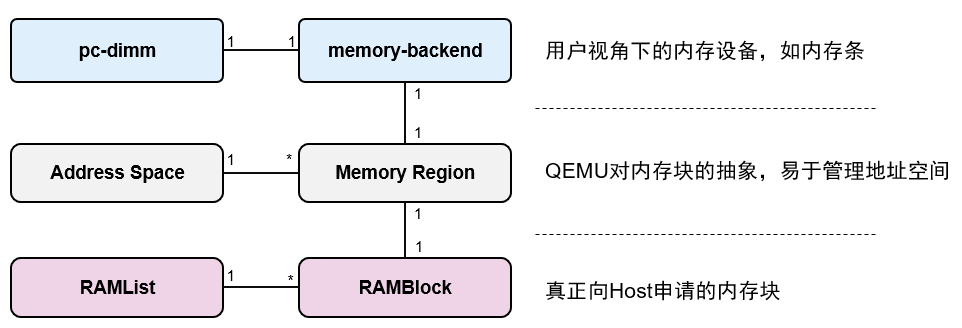 pc-dimm
1
1
memory-backend
用户视角下的内存设备，如内存条
1
1
Address Space
1
*
Memory Region
QEMU对内存块的抽象，易于管理地址空间
1
1
RAMList
1
*
RAMBlock
真正向Host申请的内存块